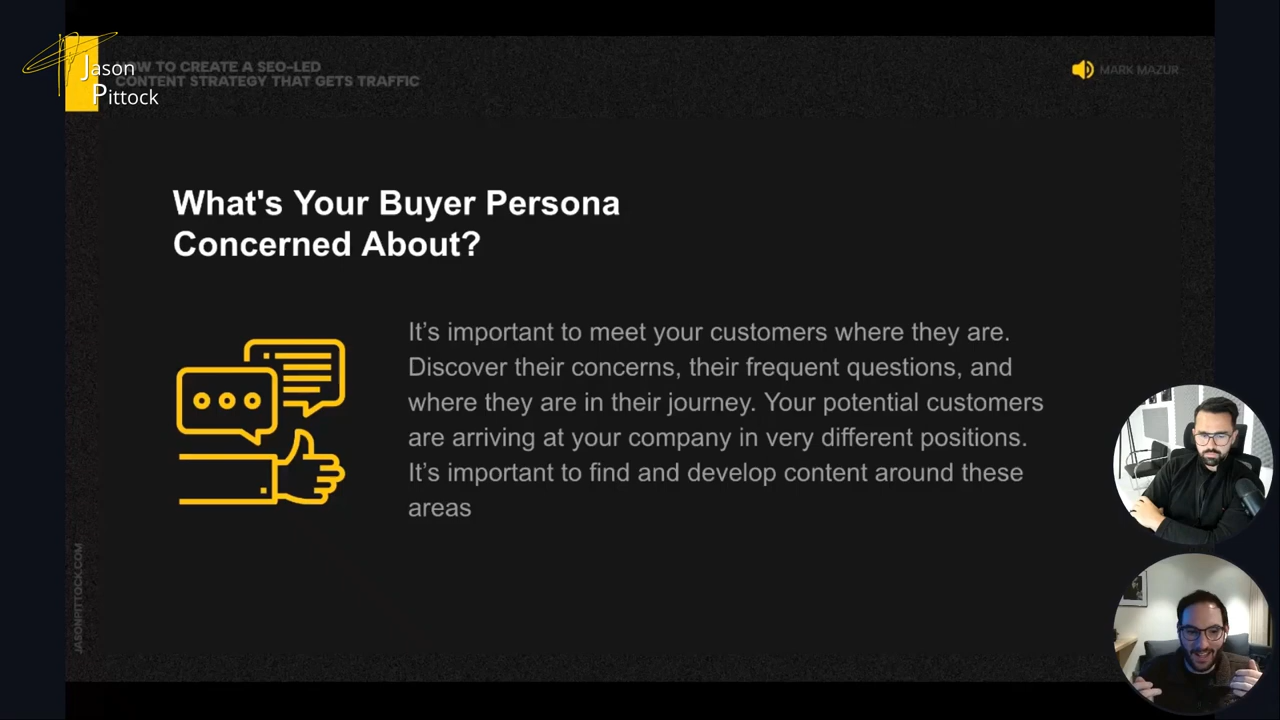 Jason
Pittock
HOW TO CREATE A SEO-LED
CONTENT STRATEGY THAT GETS TRAFFIC
MARK MAZUR
What's Your Buyer Persona
Concerned About?
It’s important to meet your customers where they are.
Discover their concerns, their frequent questions, and
where they are in their journey. Your potential customers
are arriving at your company in very different positions.
It’s important to find and develop content around these
areas
JASONPITTOCK.COM